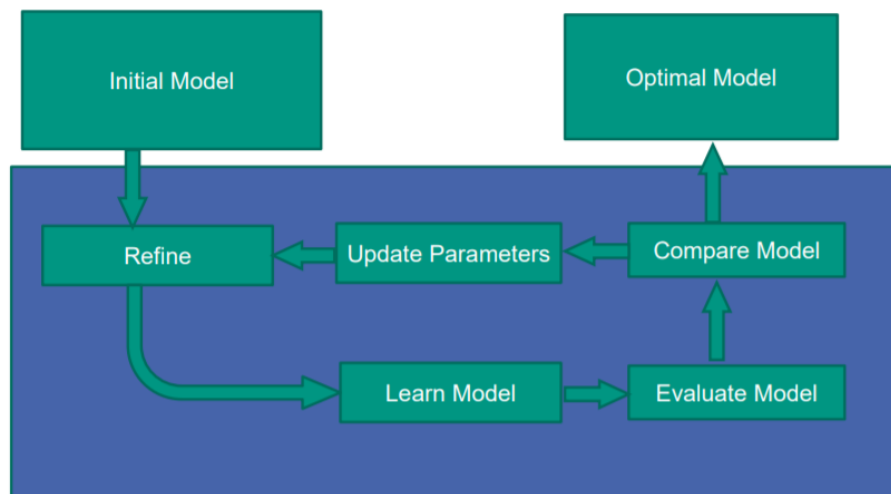 Initial Model
Optimal Model
Refine
Update Parameters
Compare Model
Learn Model
Evaluate Model